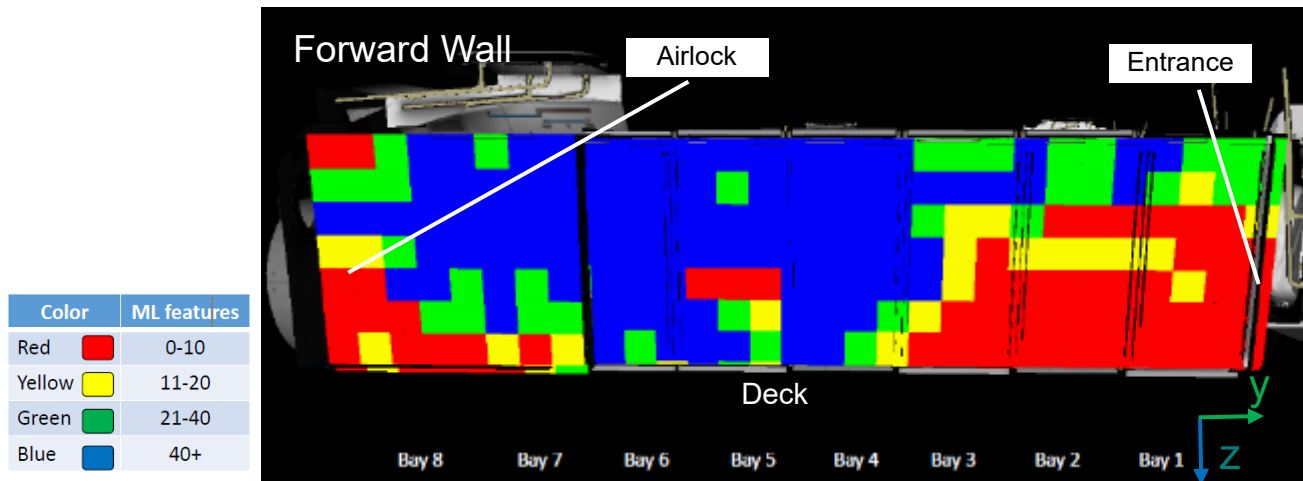 Forward Wall
Airlock
Entrance
Color ML features
Red 0-10
Yellow 11-20
Green 21-40
Blue 40+
Deck
y
z
Bay 8 Bay 7 Bay 6 Bay 5 Bay 4 Bay 3 Bay 2 Bay 1